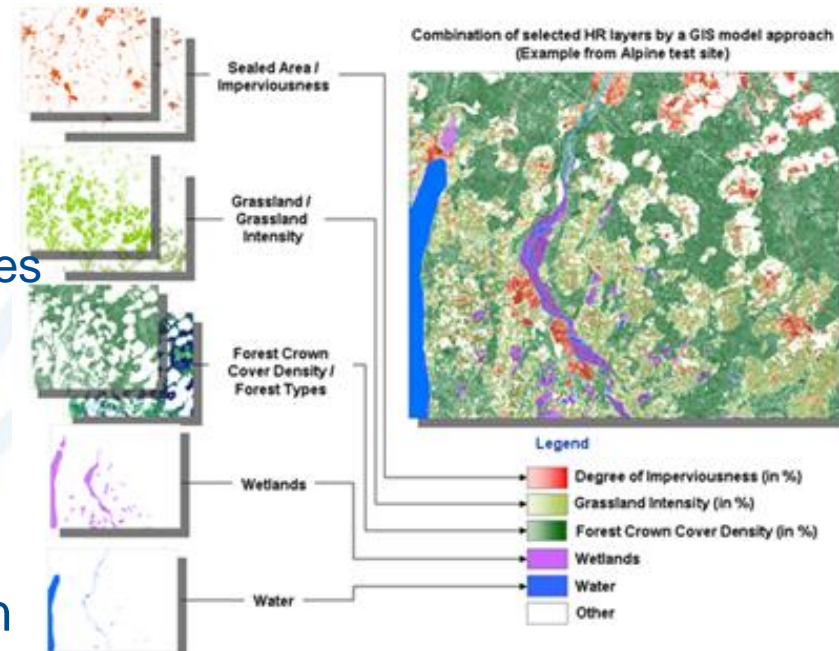 Combination of selected HR layers by a GIS model approach
(Example from Alpine test site)
Sealed Area /
Imperviousness
Grassland /
Grassland
Intensity
es
Forest Crown
Cover Density /
Forest Types
Wetlands
Water
n
Legend
Degree of Imperviousness (in %)
Grassland Intensity (in %)
Forest Crown Cover Density (in %)
Wetlands
Water
Other